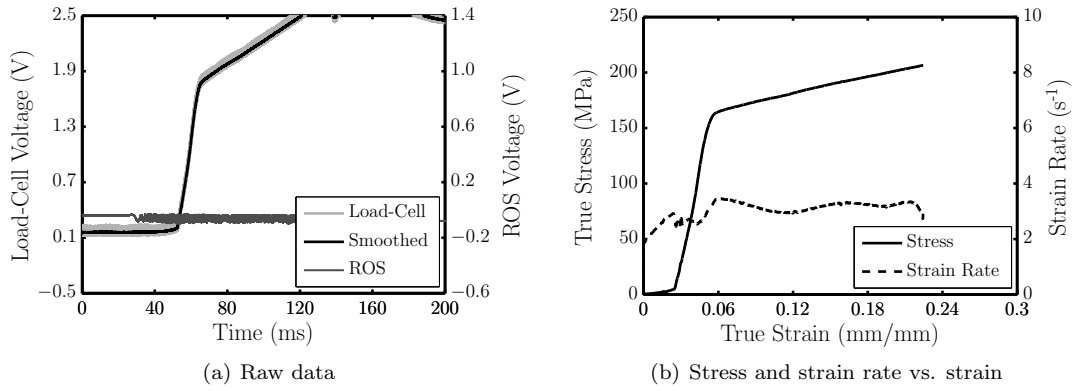 2.5
1.9
1.3
0.7
0.1
−0.5
Load-Cell Voltage (V)
1.4
1.0
0.6
0.2
−0.2
−0.6
ROS Voltage (V)
0 40 80 120 160 200
Time (ms)
Load-Cell
Smoothed
ROS
(a) Raw data
250
200
150
100
50
0
True Stress (MPa)
10
8
6
4
2
0
Strain Rate (s-1)
0 0.06 0.12 0.18 0.24 0.3
True Strain (mm/mm)
Stress
Strain Rate
(b) Stress and strain rate vs. strain